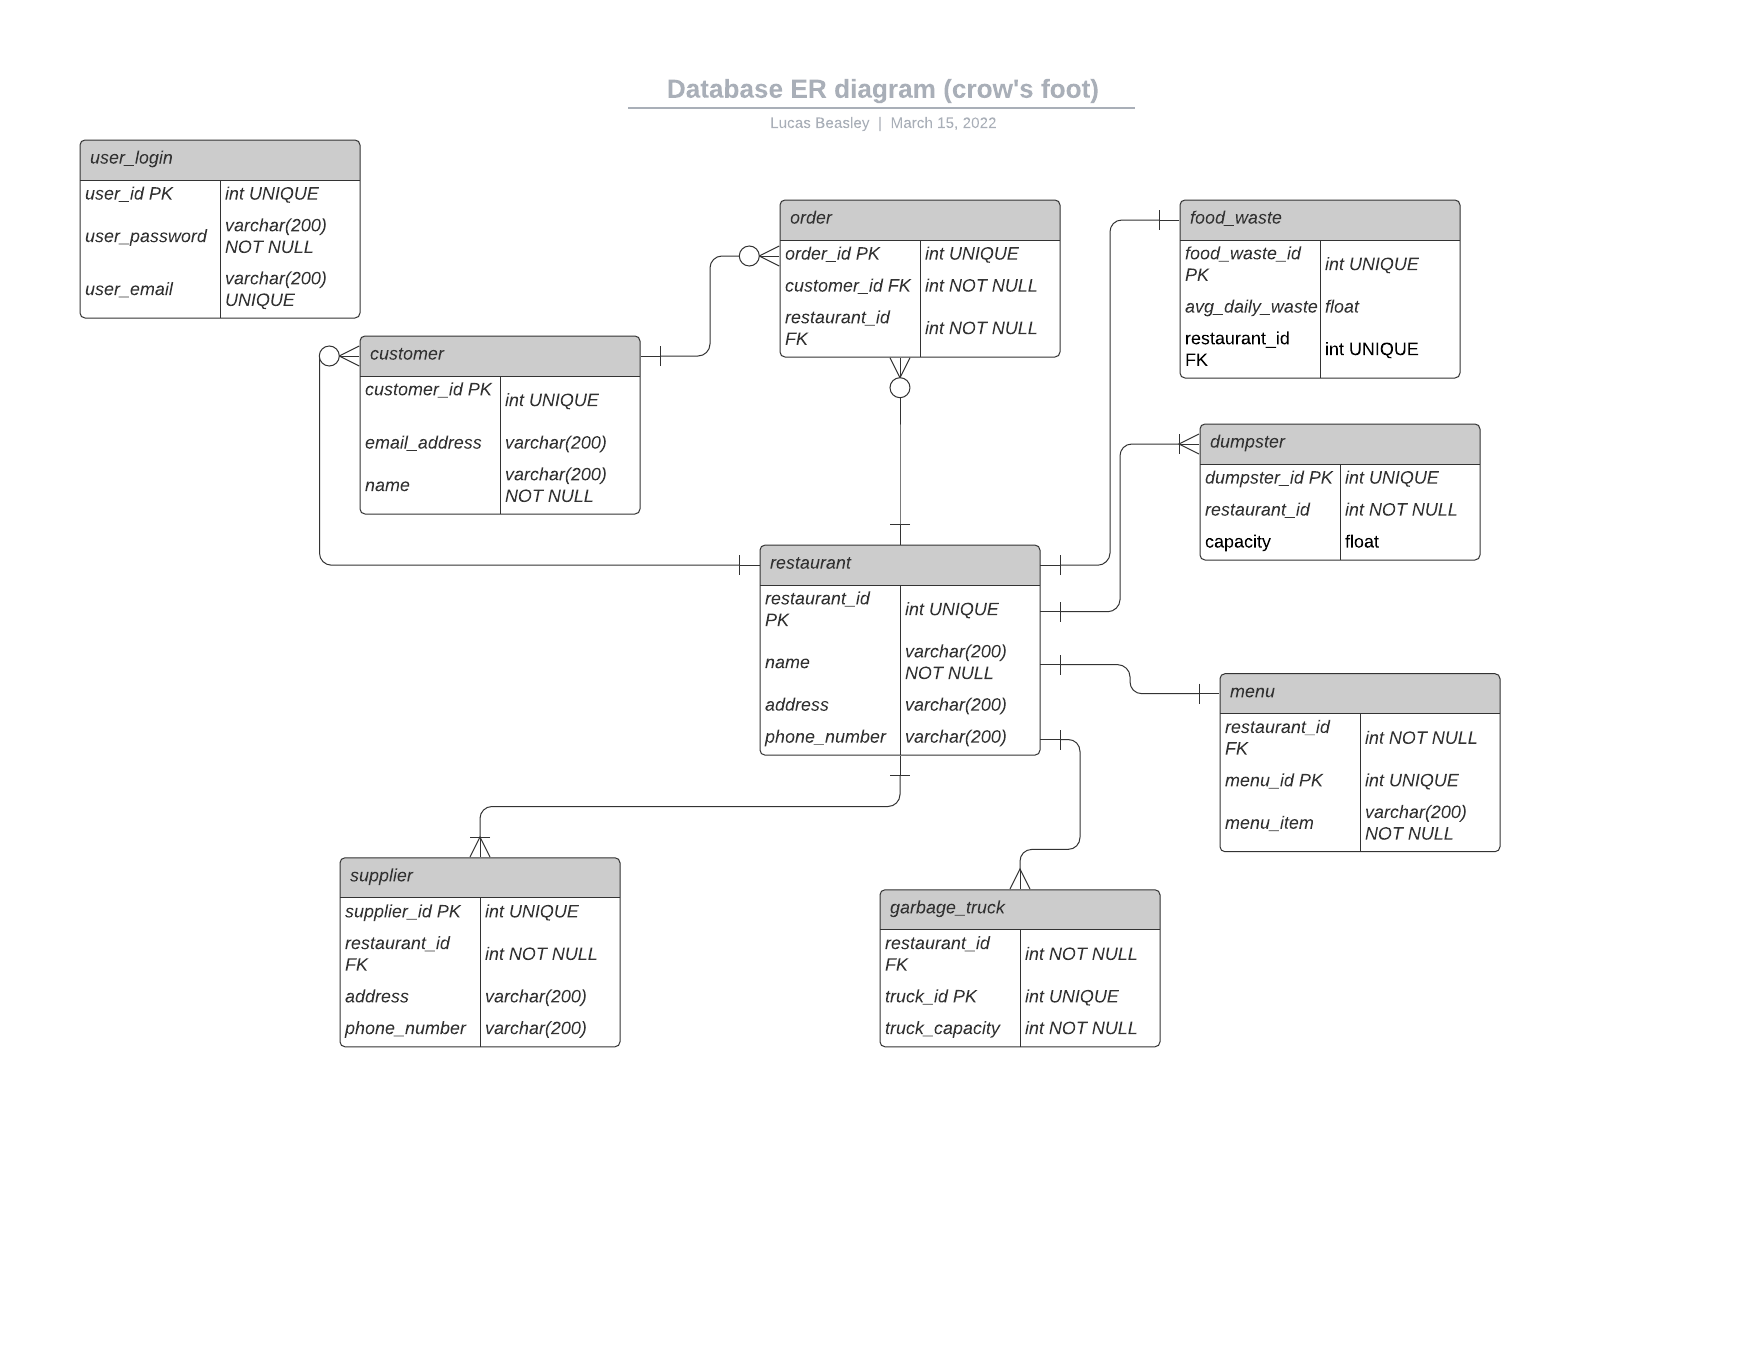 Database ER diagram (crow's foot)
Lucas Beasley | March 15, 2022
user_login
user_id PK
int UNIQUE
user_password
varchar(200)
NOT NULL
user_email
varchar(200)
UNIQUE
customer
customer_id PK
int UNIQUE
email_address
varchar(200)
name
varchar(200)
NOT NULL
order
order_id PK
int UNIQUE
customer_id FK
int NOT NULL
restaurant_id
FK
int NOT NULL
food_waste
food_waste_id
PK
int UNIQUE
avg_daily_waste
float
restaurant_id
FK
int UNIQUE
dumpster
dumpster_id PK
int UNIQUE
restaurant_id
int NOT NULL
capacity
float
restaurant
restaurant_id
PK
int UNIQUE
name
varchar(200)
NOT NULL
address
varchar(200)
phone_number
varchar(200)
menu
restaurant_id
FK
int NOT NULL
menu_id PK
int UNIQUE
menu_item
varchar(200)
NOT NULL
supplier
supplier_id PK
int UNIQUE
restaurant_id
FK
int NOT NULL
address
varchar(200)
phone_number
varchar(200)
garbage_truck
restaurant_id
FK
int NOT NULL
truck_id PK
int UNIQUE
truck_capacity
int NOT NULL